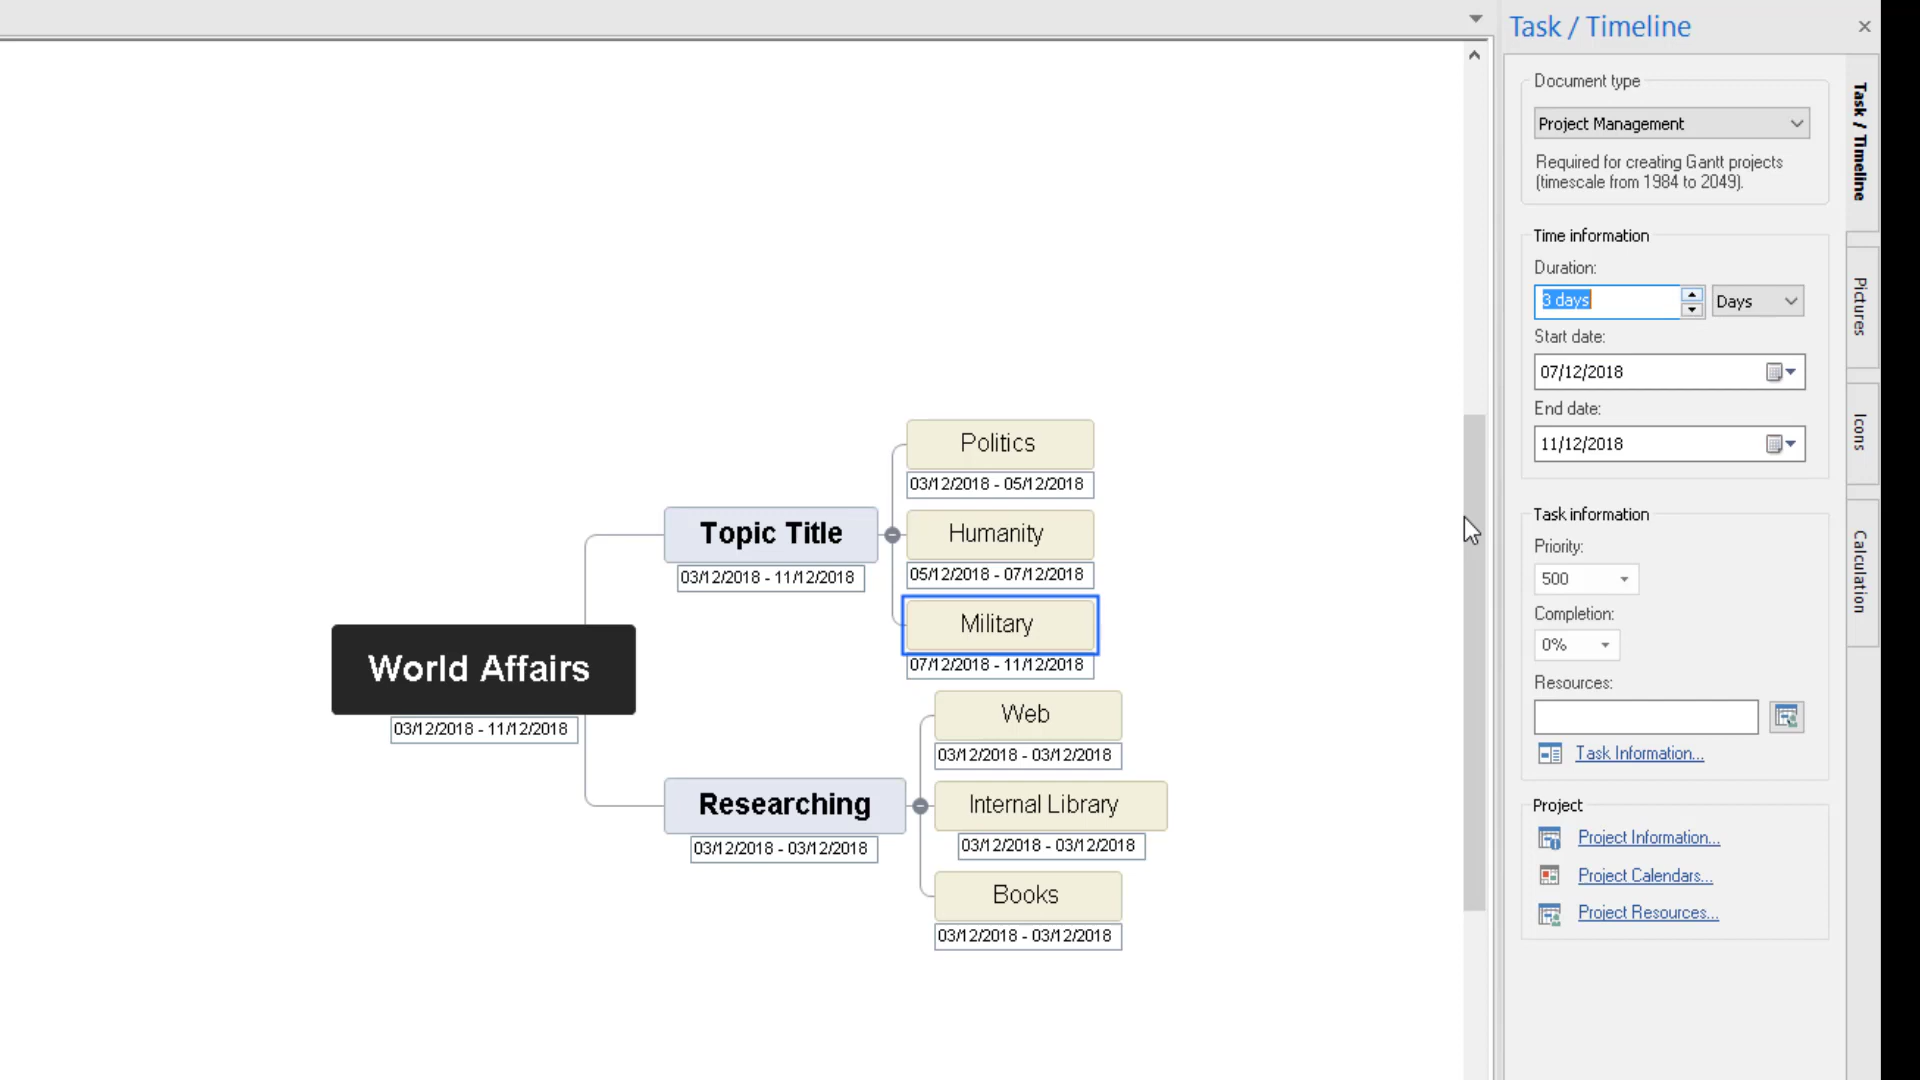 Task / Timeline
Document type
Project Management
Required for creating Gantt projects
(timescale from 1984 to 2049).
Time information
Duration:
3 days
Days
Start date:
07/12/2018
End date:
11/12/2018
Task information
Priority:
500
Completion:
0%
Resources:
Task Information...
Project
Project Information...
Project Calendars...
Project Resources...
Task / Timeline
Pictures
Icons
Calculation
World Affairs
03/12/2018 - 11/12/2018
Topic Title
03/12/2018 - 11/12/2018
Politics
03/12/2018 - 05/12/2018
Humanity
05/12/2018 - 07/12/2018
Military
07/12/2018 - 11/12/2018
Researching
03/12/2018 - 03/12/2018
Web
03/12/2018 - 03/12/2018
Internal Library
03/12/2018 - 03/12/2018
Books
03/12/2018 - 03/12/2018